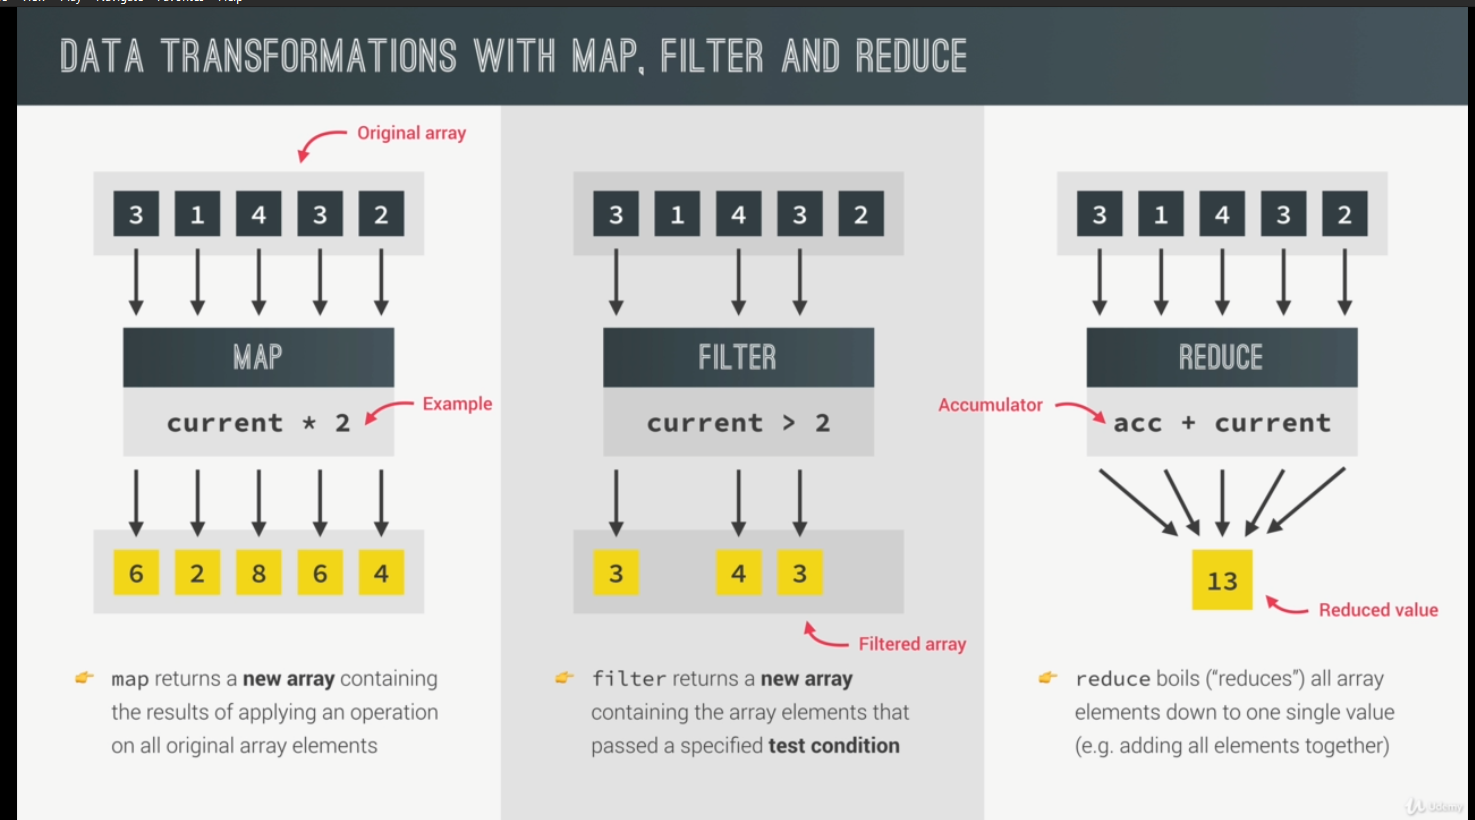 DATA TRANSFORMATIONS WITH MAP, FILTER AND REDUCE
Original array
3 1 4 3 2
MAP
current * 2
Example
6 2 8 6 4
map returns a new array containing
the results of applying an operation
on all original array elements
3 1 4 3 2
FILTER
current > 2
3 4 3
Filtered array
filter returns a new array
containing the array elements that
passed a specified test condition
3 1 4 3 2
REDUCE
Accumulator
acc + current
13
Reduced value
reduce boils (“reduces”) all array
elements down to one single value
(e.g. adding all elements together)
Udemy